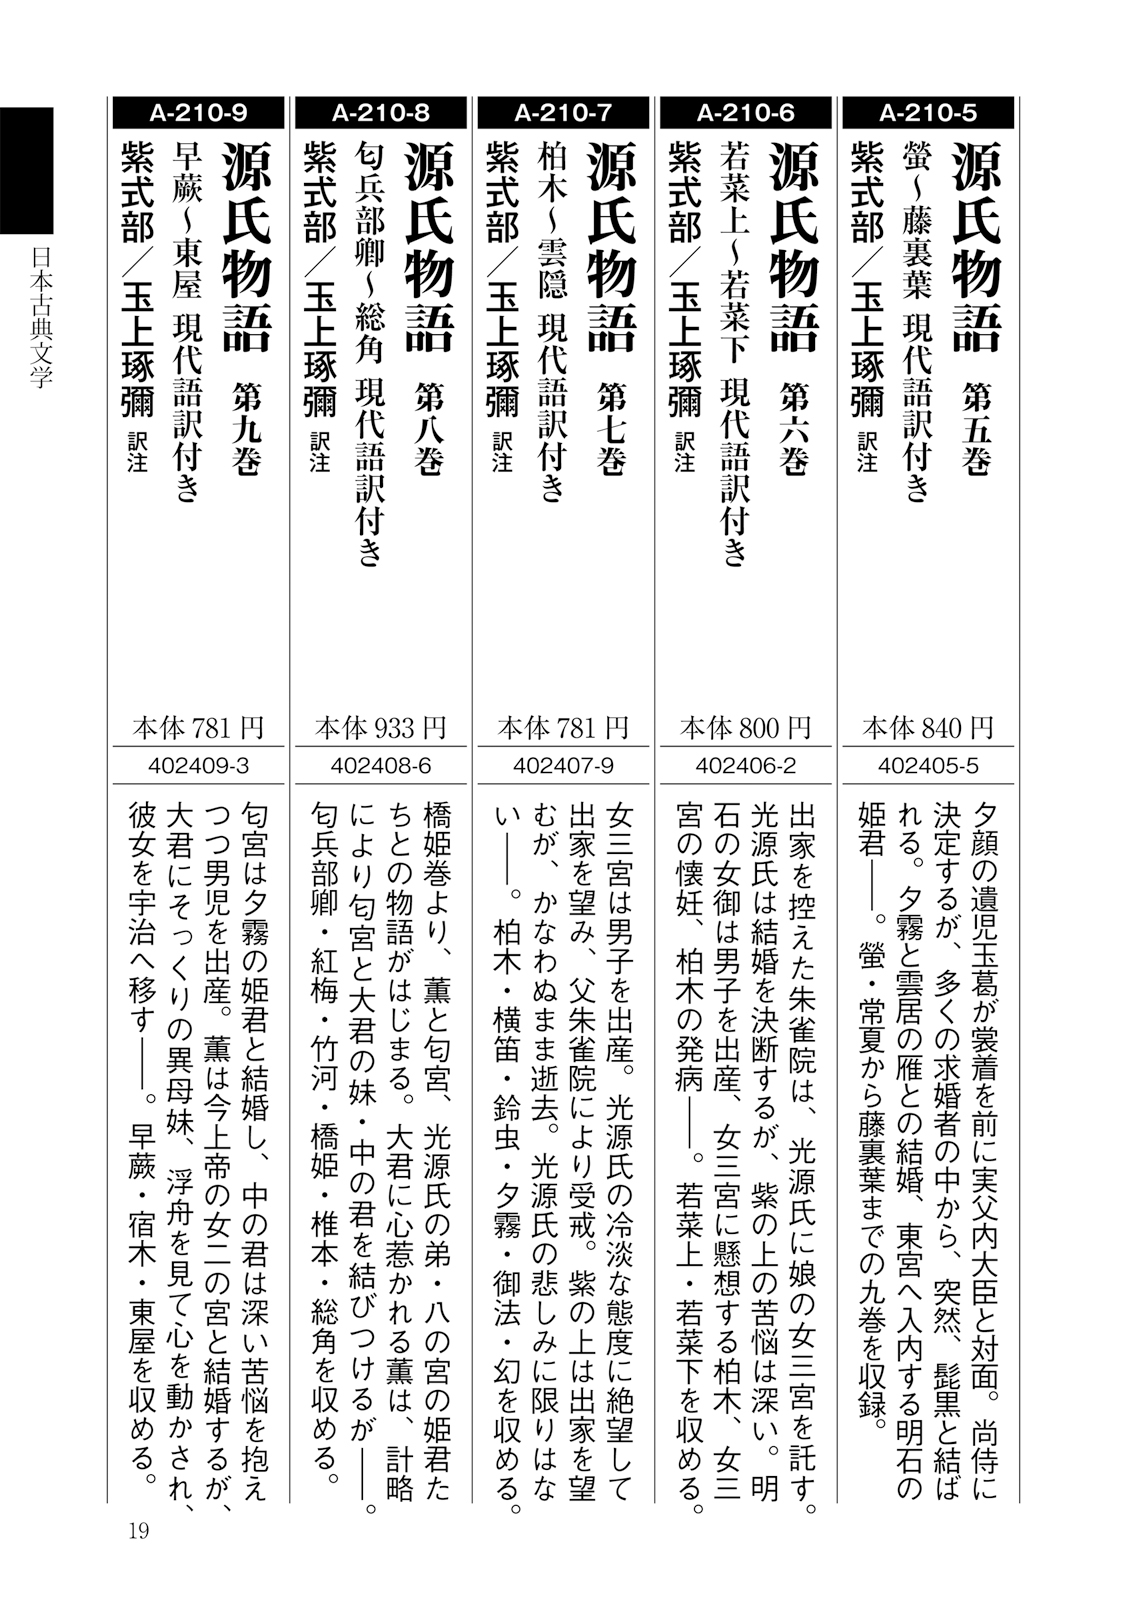 日本古典文学
A-210-5
源氏物語 第五巻
螢～藤裏葉 現代語訳付き
紫式部／玉上琢彌 訳注
本体 840 円
402405-5
夕顔の遺児玉葛が裳着を前に実父内大臣と対面。尚侍に
決定するが、多くの求婚者の中から、突然、髭黒と結ば
れる。夕霧と雲居の雁との結婚、東宮へ入内する明石の
姫君――。螢・常夏から藤裏葉までの九巻を収録。
A-210-6
源氏物語 第六巻
若菜上～若菜下 現代語訳付き
紫式部／玉上琢彌 訳注
本体 800 円
402406-2
出家を控えた朱雀院は、光源氏に娘の女三宮を託す。
光源氏は結婚を決断するが、紫の上の苦悩は深い。明
石の女御は男子を出産、女三宮に懸想する柏木、女三
宮の懐妊、柏木の発病――。若菜上・若菜下を収める。
A-210-7
源氏物語 第七巻
柏木～雲隠 現代語訳付き
紫式部／玉上琢彌 訳注
本体 781 円
402407-9
女三宮は男子を出産。光源氏の冷淡な態度に絶望して
出家を望み、父朱雀院により受戒。紫の上は出家を望
むが、かなわぬまま逝去。光源氏の悲しみに限りはな
い――。柏木・横笛・鈴虫・夕霧・御法・幻を収める。
A-210-8
源氏物語 第八巻
匂兵部卿～総角 現代語訳付き
紫式部／玉上琢彌 訳注
本体 933 円
402408-6
橋姫巻より、薫と匂宮、光源氏の弟・八の宮の姫君た
ちとの物語がはじまる。大君に心惹かれる薫は、計略
により匂宮と大君の妹・中の君を結びつけるが――。
匂兵部卿・紅梅・竹河・橋姫・椎本・総角を収める。
A-210-9
源氏物語 第九巻
早蕨～東屋 現代語訳付き
紫式部／玉上琢彌 訳注
本体 781 円
402409-3
匂宮は夕霧の姫君と結婚し、中の君は深い苦悩を抱え
つつ男児を出産。薫は今上帝の女二の宮と結婚するが、
大君にそっくりの異母妹、浮舟を見て心を動かされ、
彼女を宇治へ移す――。早蕨・宿木・東屋を収める。
19